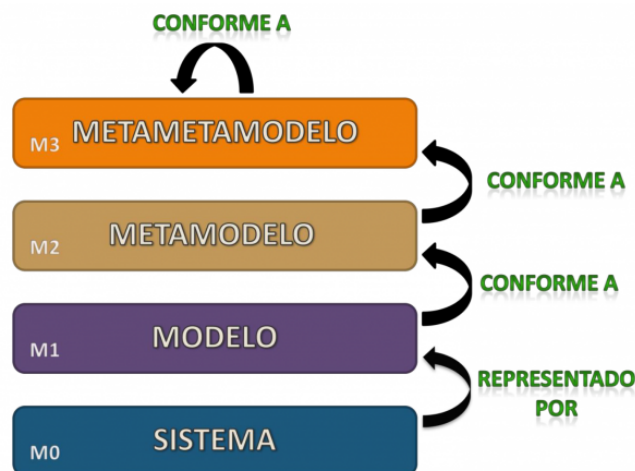 CONFORME A
M3 METAMETAMODELO
CONFORME A
M2 METAMODELO
CONFORME A
M1 MODELO
REPRESENTADO
POR
M0 SISTEMA